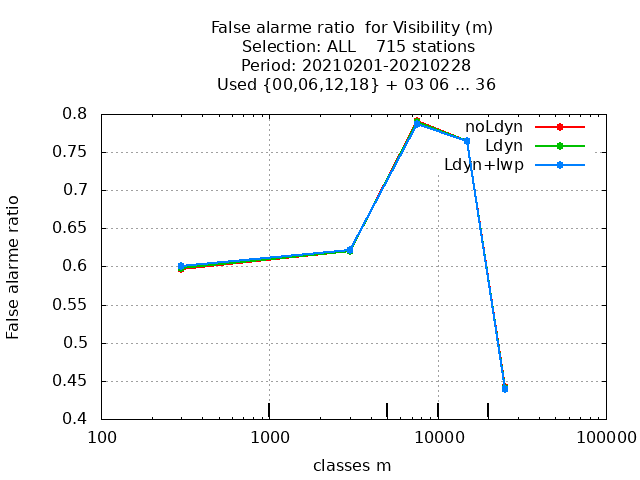 False alarme ratio  for Visibility (m)
Selection: ALL    715 stations
Period: 20210201-20210228
Used {00,06,12,18} + 03 06 ... 36
noLdyn
Ldyn
Ldyn+lwp
0.8
0.75
0.7
0.65
0.6
0.55
0.5
0.45
0.4
False alarme ratio
100
1000
10000
100000
classes m